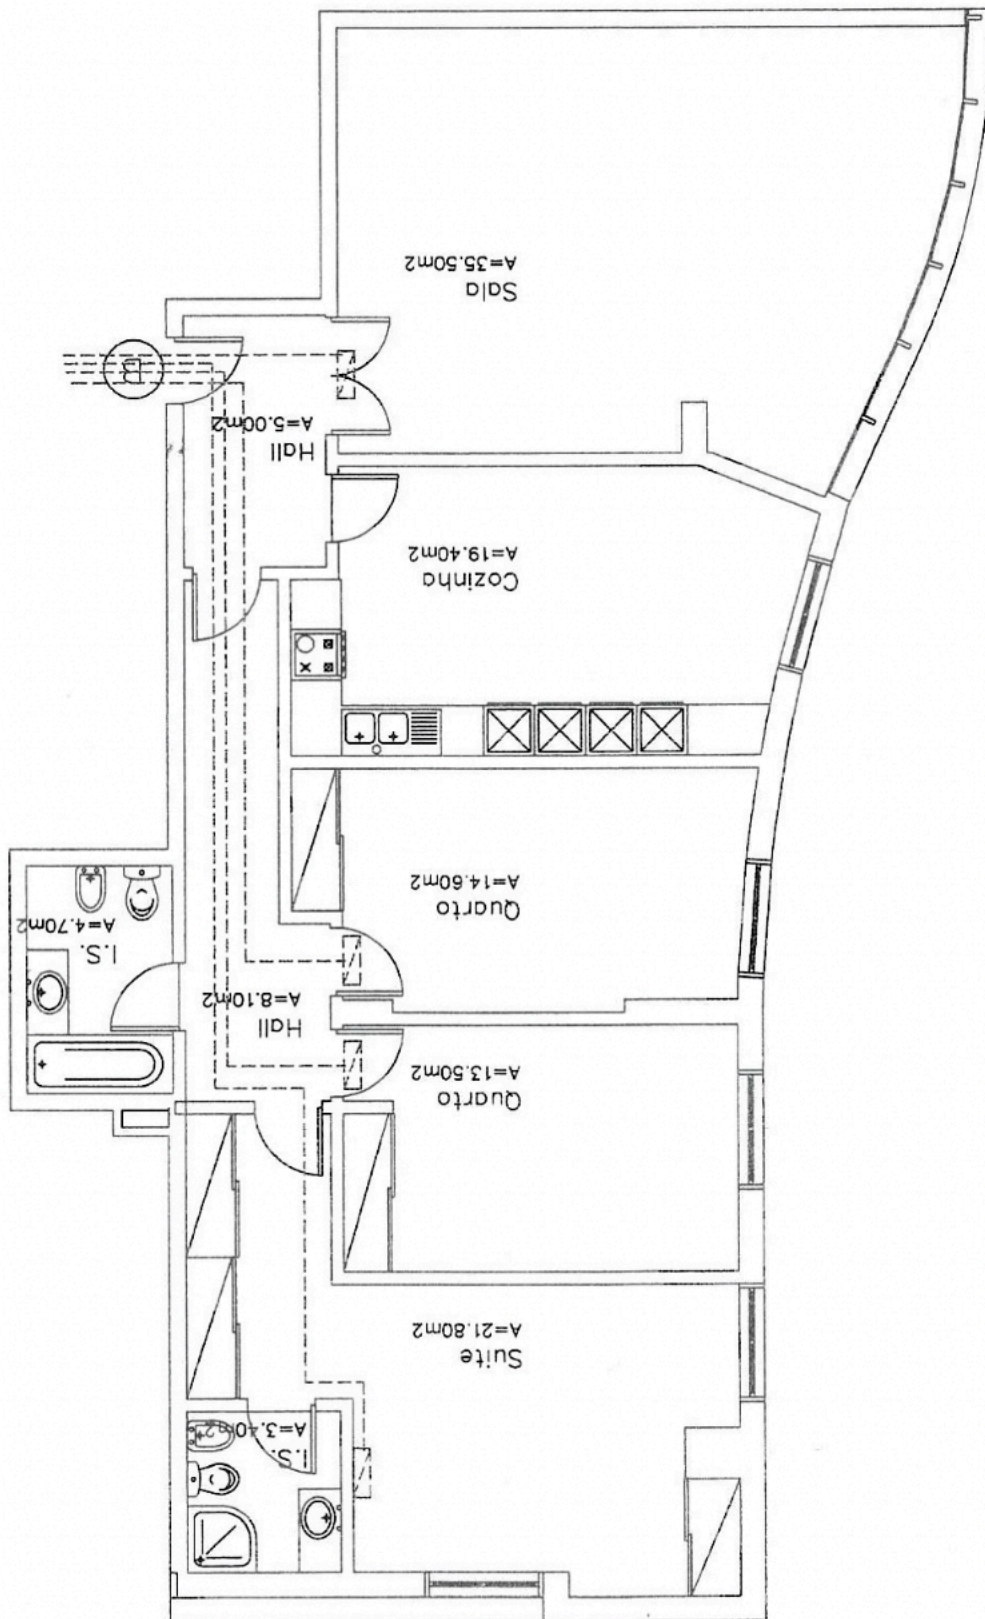 Sala
A=35.50m2
B
Hall
A=5.00m2
Cozinha
A=19.40m2
Quarto
A=14.60m2
I.S.
A=4.70m2
Hall
A=8.10m2
Quarto
A=13.50m2
Suite
A=21.80m2
I.S.
A=3.40m2